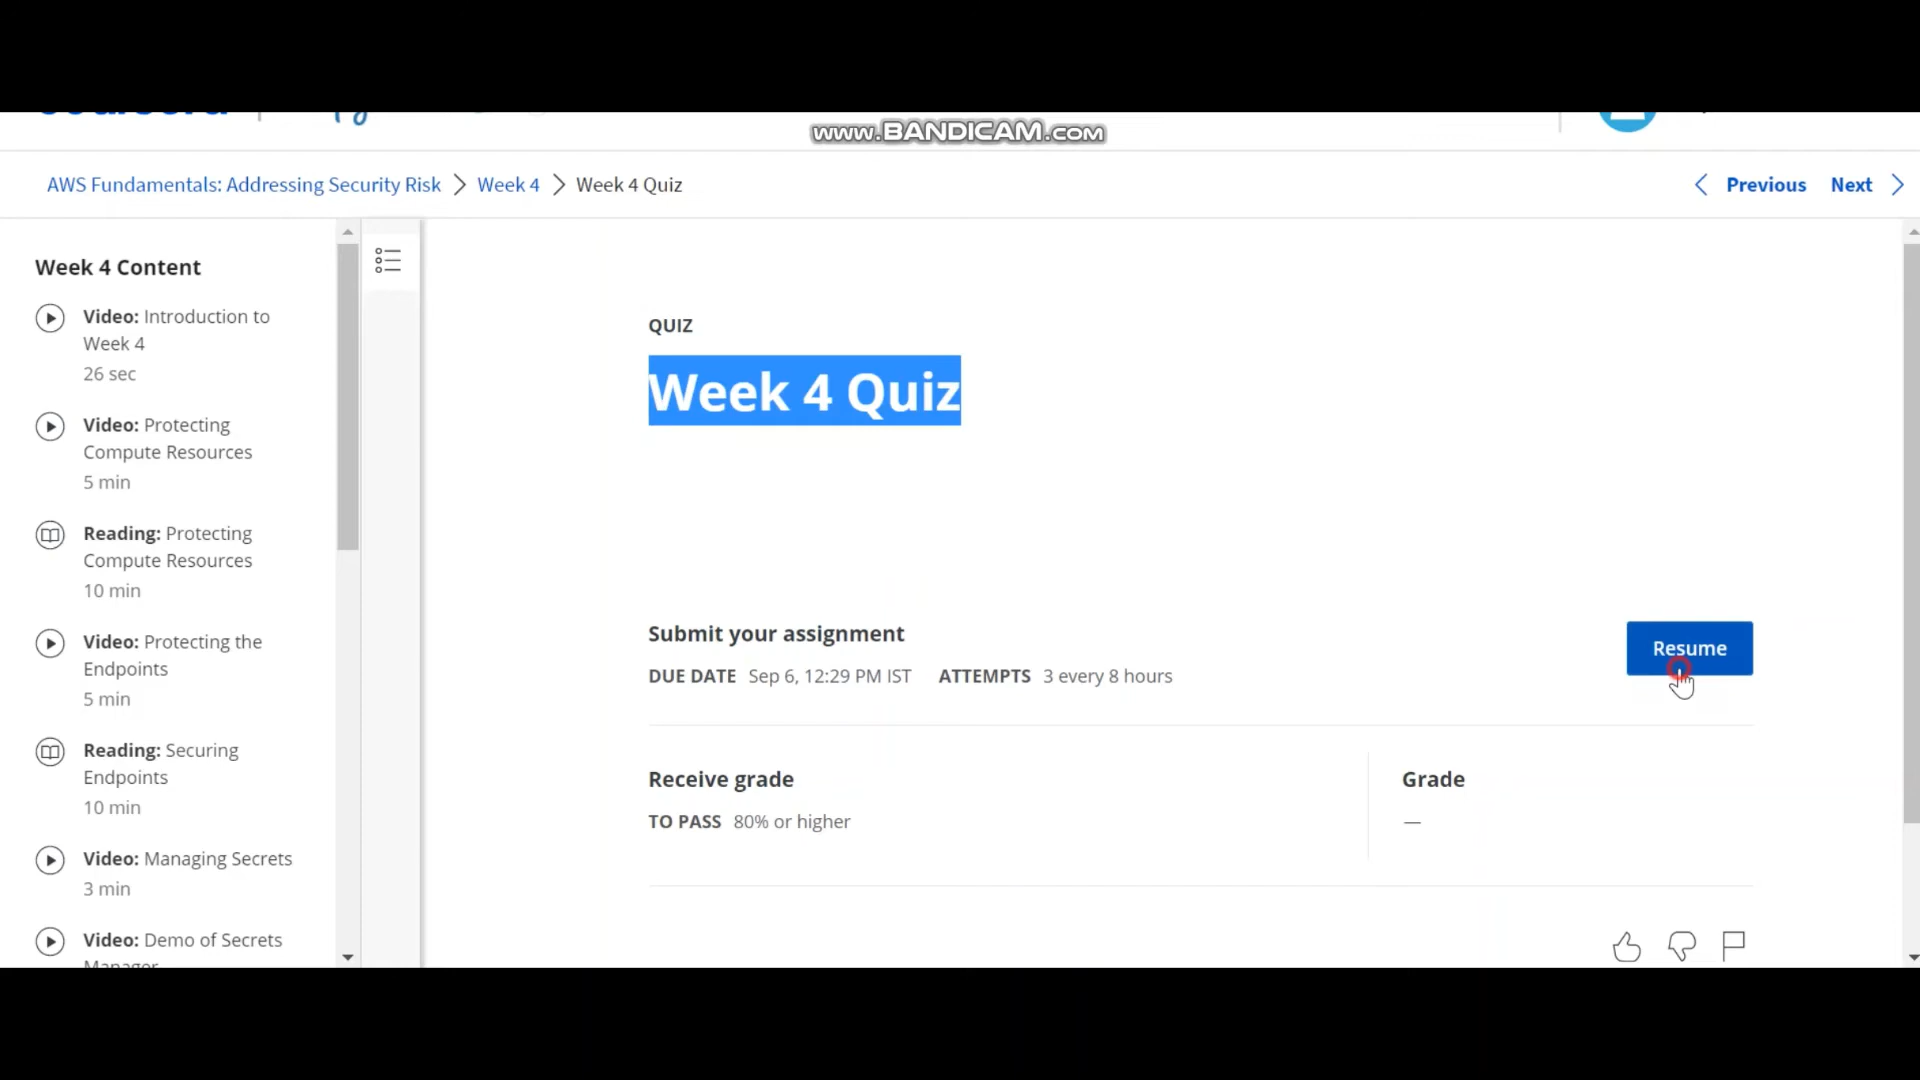 www.BANDICAM.com
AWS Fundamentals: Addressing Security Risk > Week 4 > Week 4 Quiz
< Previous Next >
Week 4 Content
Video: Introduction to
Week 4
26 sec
Video: Protecting
Compute Resources
5 min
Reading: Protecting
Compute Resources
10 min
Video: Protecting the
Endpoints
5 min
Reading: Securing
Endpoints
10 min
Video: Managing Secrets
3 min
Video: Demo of Secrets
Manager
QUIZ
Week 4 Quiz
Submit your assignment
DUE DATE Sep 6, 12:29 PM IST ATTEMPTS 3 every 8 hours
Resume
Receive grade
TO PASS 80% or higher
Grade
—